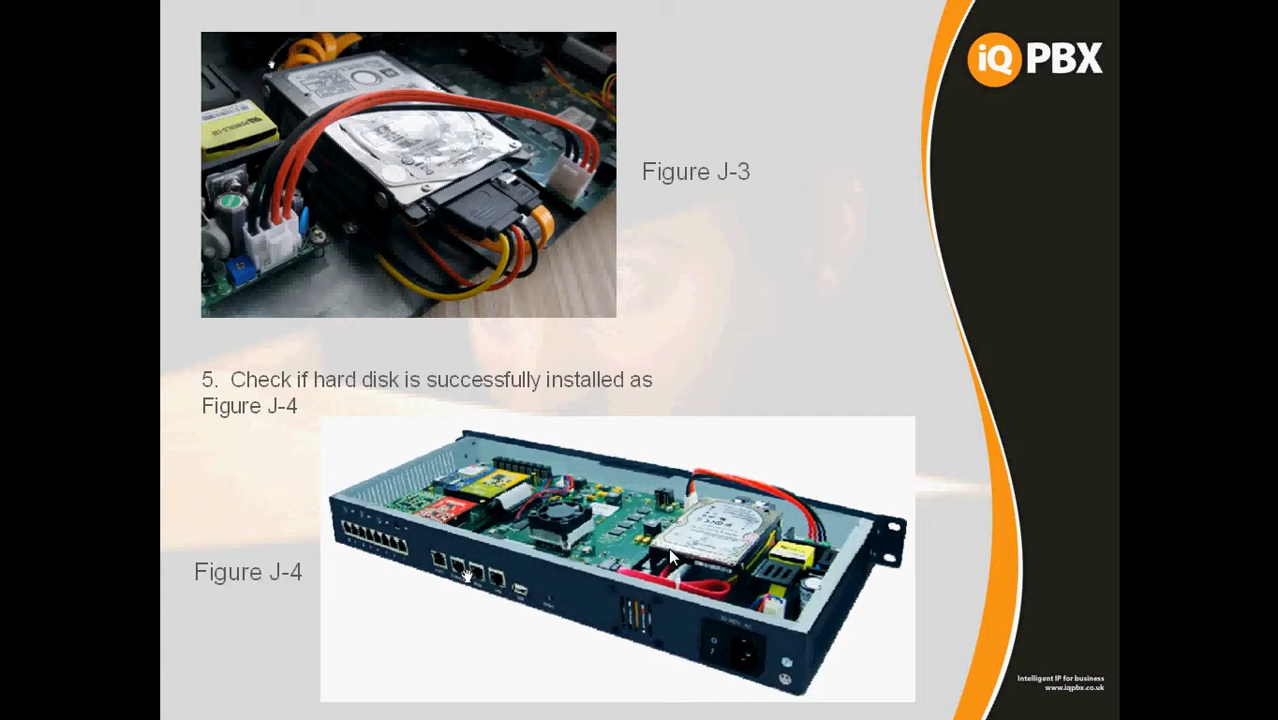 iQ PBX
Figure J-3
5. Check if hard disk is successfully installed as
Figure J-4
Figure J-4
Intelligent IP for business
www.iqpbx.co.uk